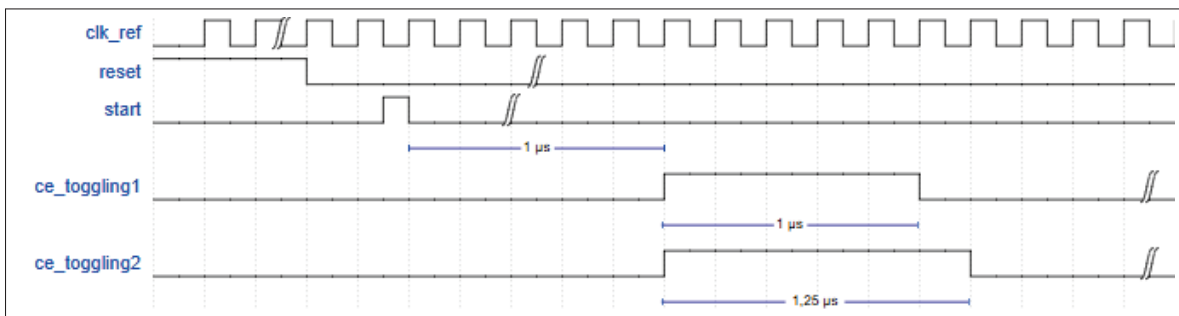 clk_ref
reset
start
1 µs
ce_toggling1
1 µs
ce_toggling2
1,25 µs